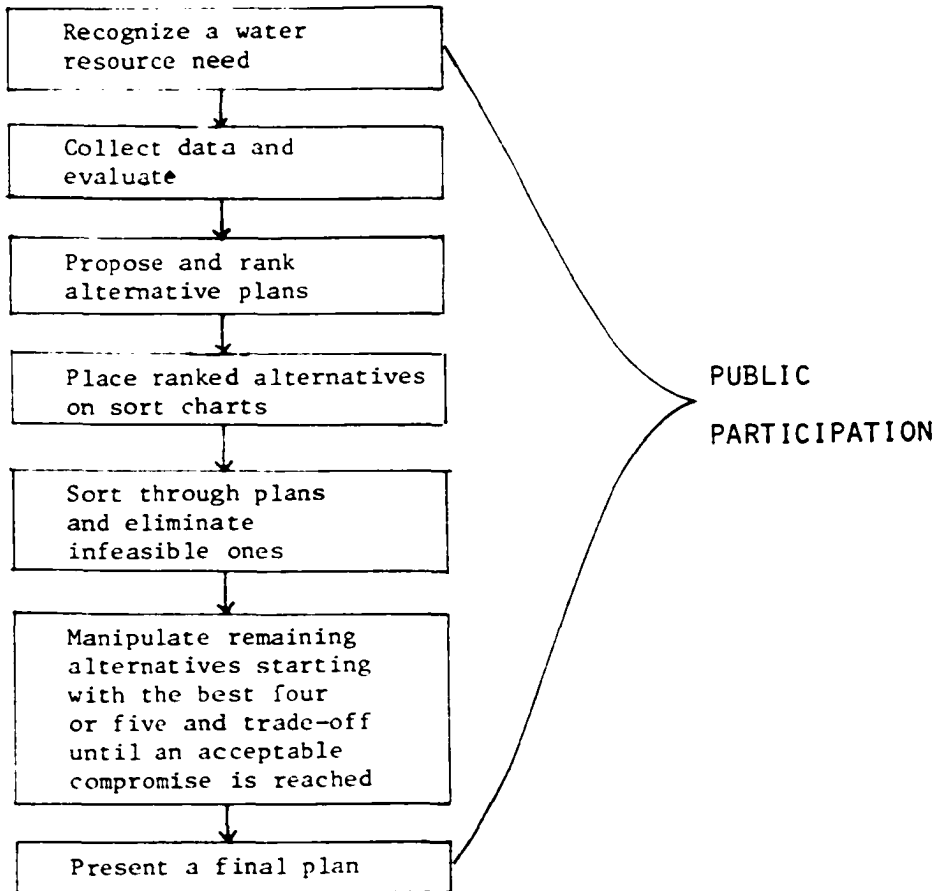 Recognize a water
resource need
Collect data and
evaluate
Propose and rank
alternative plans
Place ranked alternatives
on sort charts
Sort through plans
and eliminate
infeasible ones
Manipulate remaining
alternatives starting
with the best four
or five and trade-off
until an acceptable
compromise is reached
Present a final plan
PUBLIC
PARTICIPATION